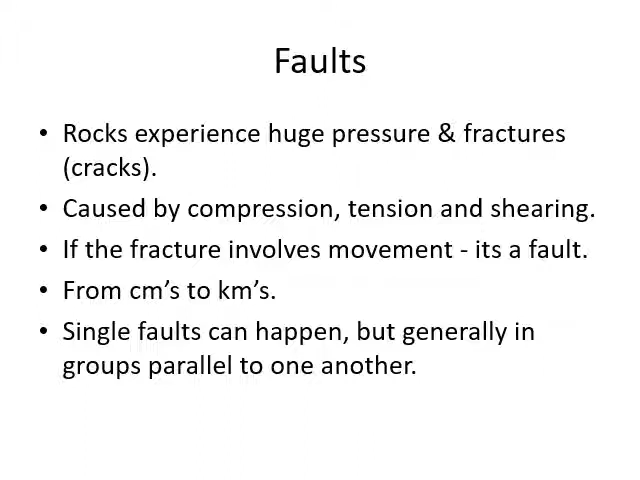 Faults
• Rocks experience huge pressure & fractures
(cracks).
• Caused by compression, tension and shearing.
• If the fracture involves movement - its a fault.
• From cm’s to km’s.
• Single faults can happen, but generally in
groups parallel to one another.